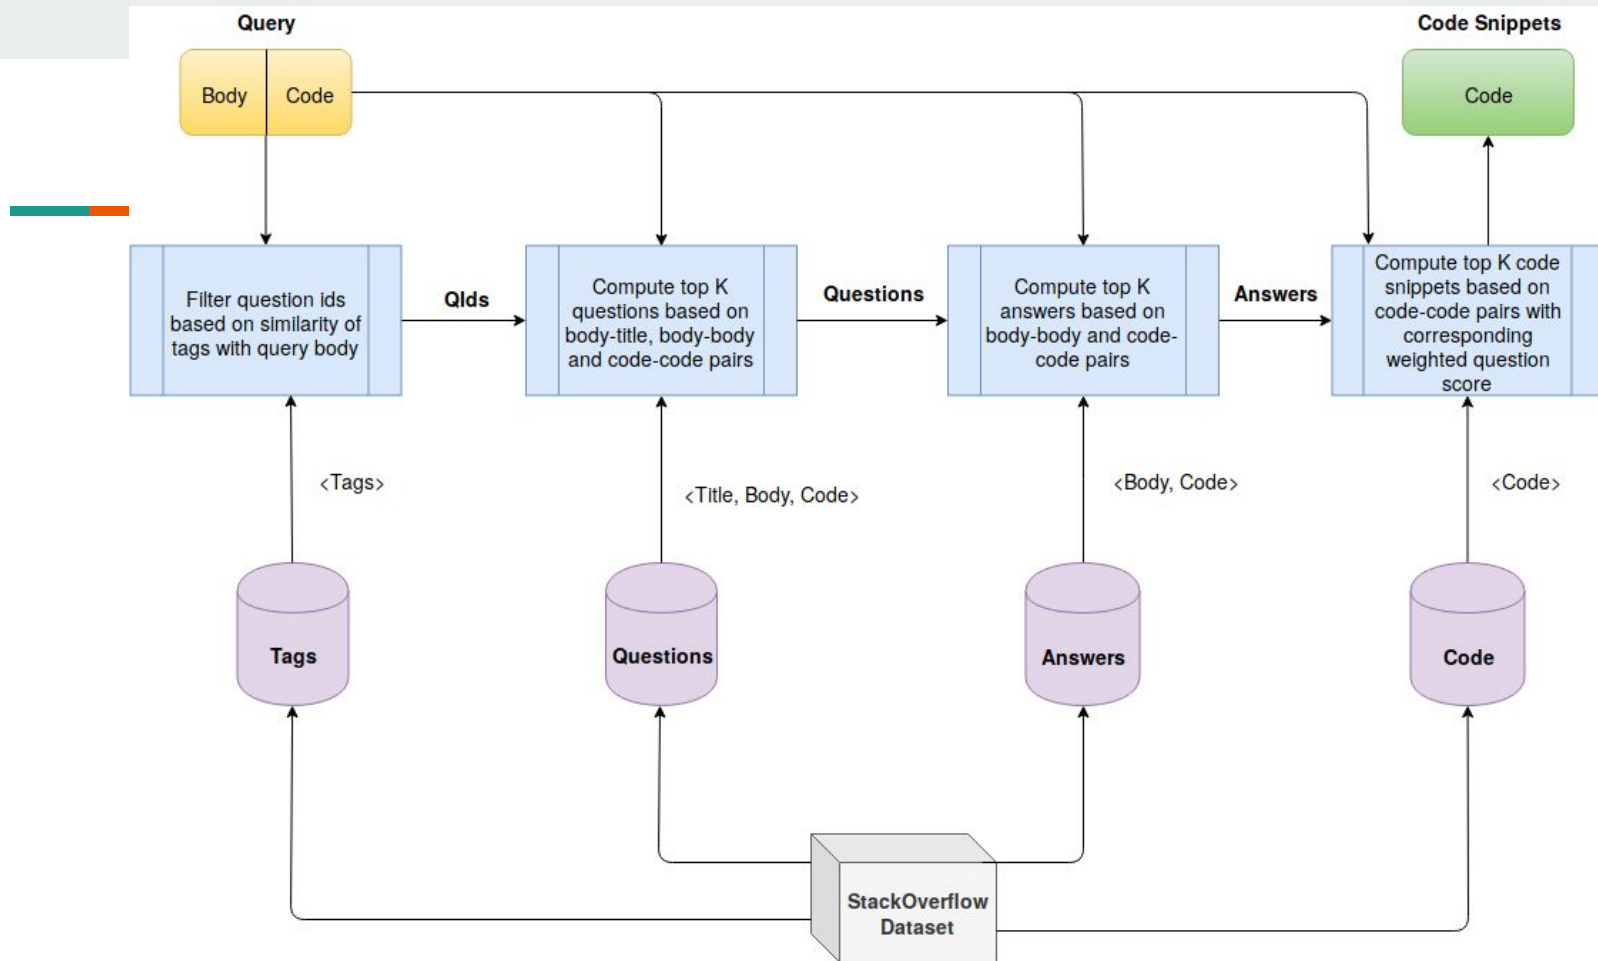 Query
Code Snippets
Body
Code
Code
Filter question ids
based on similarity of
tags with query body
QIds
Compute top K
questions based on
body-title, body-body
and code-code pairs
Questions
Compute top K
answers based on
body-body and code-
code pairs
Answers
Compute top K code
snippets based on
code-code pairs with
corresponding
weighted question
score
<Tags>
<Title, Body, Code>
<Body, Code>
<Code>
Tags
Questions
Answers
Code
StackOverflow
Dataset